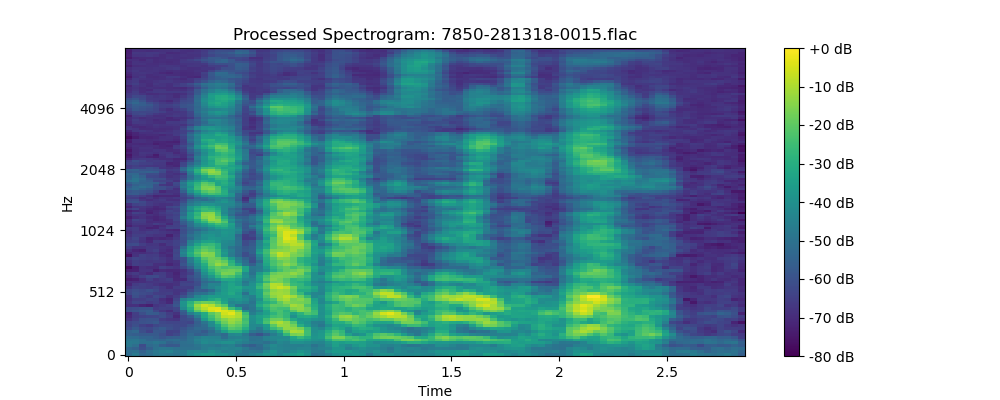 Processed Spectrogram: 7850-281318-0015.flac
+0 dB
4096
-10 dB
-20 dB
2048
-30 dB
Hz
1024
-40 dB
-50 dB
512
-60 dB
-70 dB
0
-80 dB
0
0.5
1
1.5
2
2.5
Time